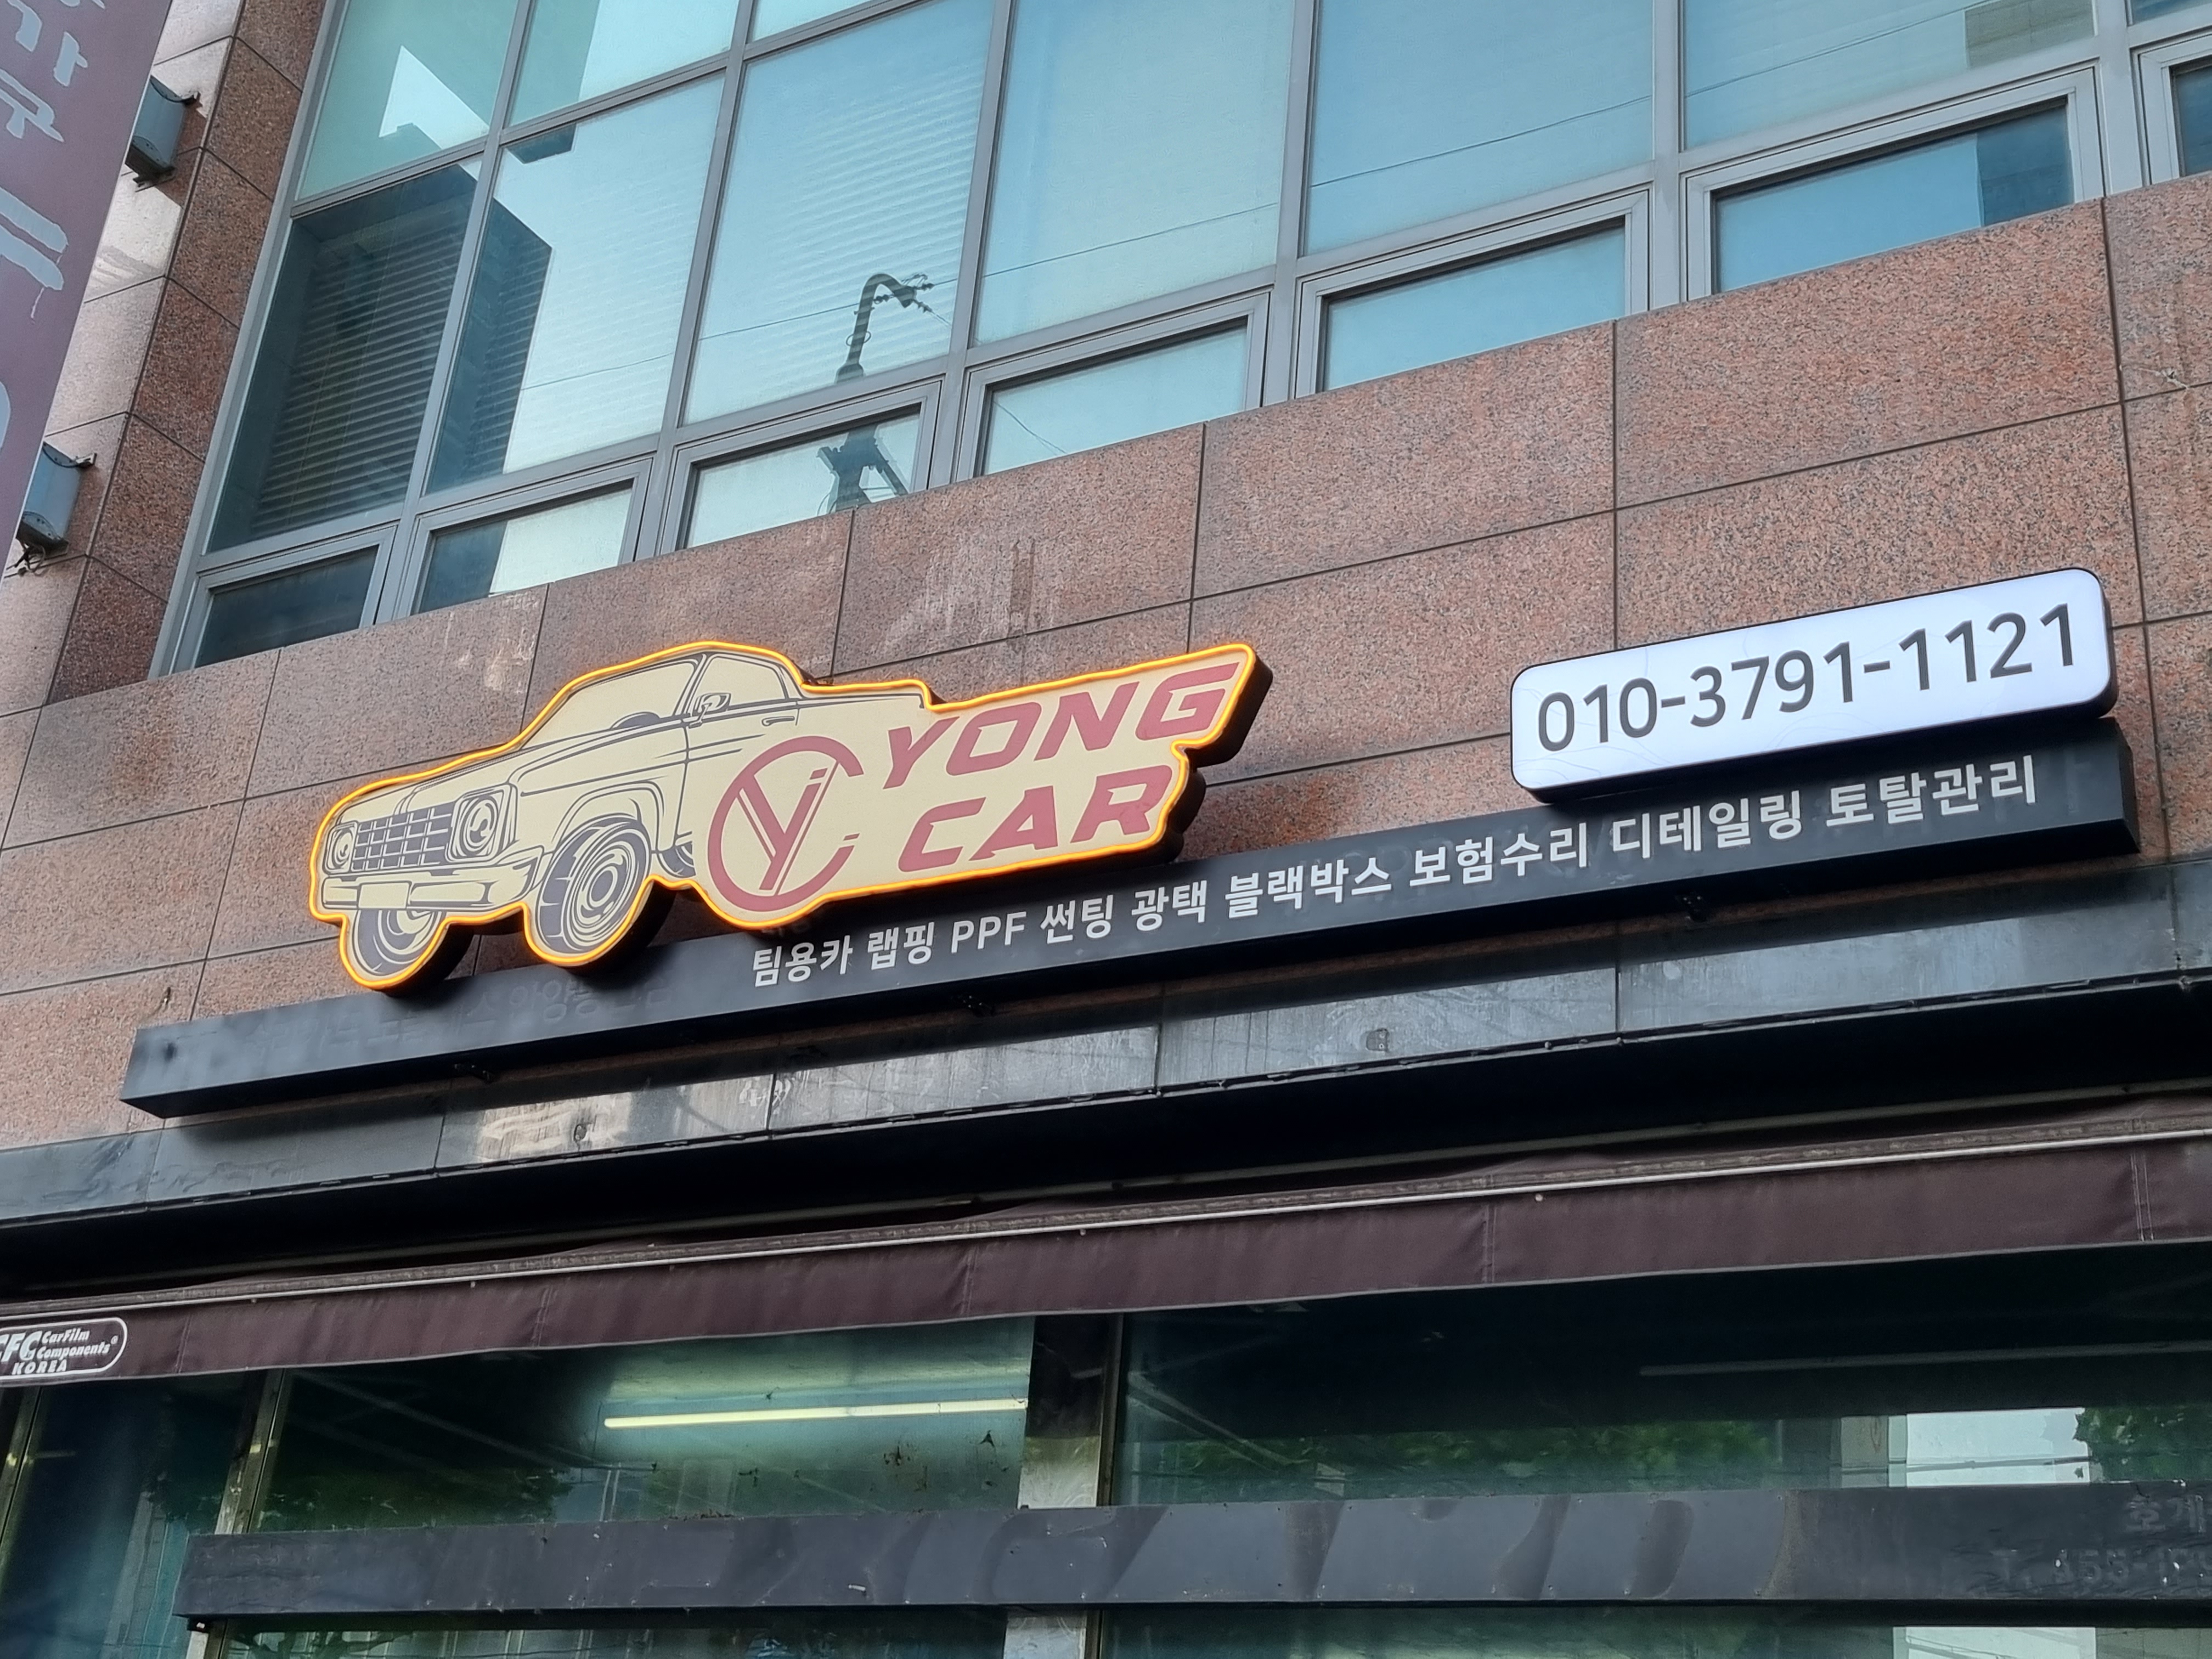 YONG
CAR
010-3791-1121
팀용카 랩핑 PPF 썬팅 광택 블랙박스 보험수리 디테일링 토탈관리
CarFilm
CFC Components®
KOREA